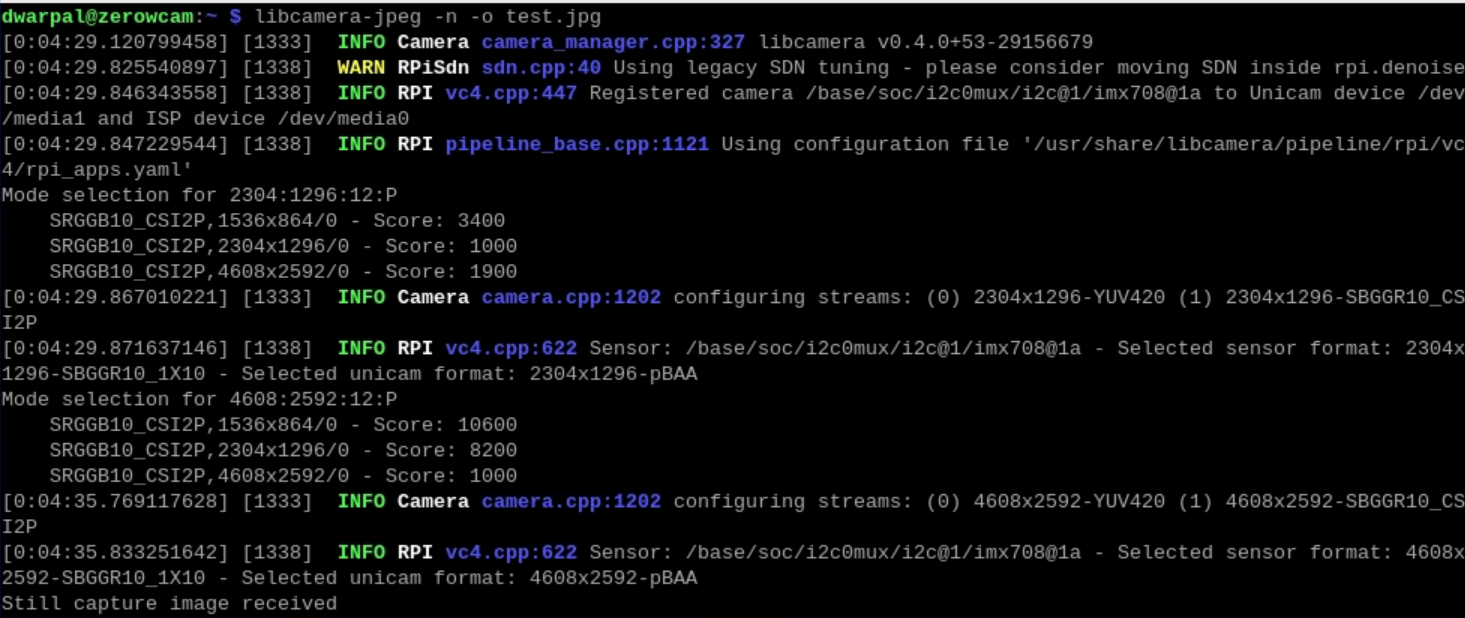 dwarpal@zerowcam:~ $ libcamera-jpeg -n -o test.jpg
[0:04:29.120799458] [1333]  INFO Camera camera_manager.cpp:327 libcamera v0.4.0+53-29156679
[0:04:29.825540897] [1338]  WARN RPiSdn sdn.cpp:40 Using legacy SDN tuning - please consider moving SDN inside rpi.denoise
[0:04:29.846343558] [1338]  INFO RPI vc4.cpp:447 Registered camera /base/soc/i2c0mux/i2c@1/imx708@1a to Unicam device /dev
/media1 and ISP device /dev/media0
[0:04:29.847229544] [1338]  INFO RPI pipeline_base.cpp:1121 Using configuration file '/usr/share/libcamera/pipeline/rpi/vc
4/rpi_apps.yaml'
Mode selection for 2304:1296:12:P
    SRGGB10_CSI2P,1536x864/0 - Score: 3400
    SRGGB10_CSI2P,2304x1296/0 - Score: 1000
    SRGGB10_CSI2P,4608x2592/0 - Score: 1900
[0:04:29.867010221] [1333]  INFO Camera camera.cpp:1202 configuring streams: (0) 2304x1296-YUV420 (1) 2304x1296-SBGGR10_CS
I2P
[0:04:29.871637146] [1338]  INFO RPI vc4.cpp:622 Sensor: /base/soc/i2c0mux/i2c@1/imx708@1a - Selected sensor format: 2304x
1296-SBGGR10_1X10 - Selected unicam format: 2304x1296-pBAA
Mode selection for 4608:2592:12:P
    SRGGB10_CSI2P,1536x864/0 - Score: 10600
    SRGGB10_CSI2P,2304x1296/0 - Score: 8200
    SRGGB10_CSI2P,4608x2592/0 - Score: 1000
[0:04:35.769117628] [1333]  INFO Camera camera.cpp:1202 configuring streams: (0) 4608x2592-YUV420 (1) 4608x2592-SBGGR10_CS
I2P
[0:04:35.833251642] [1338]  INFO RPI vc4.cpp:622 Sensor: /base/soc/i2c0mux/i2c@1/imx708@1a - Selected sensor format: 4608x
2592-SBGGR10_1X10 - Selected unicam format: 4608x2592-pBAA
Still capture image received